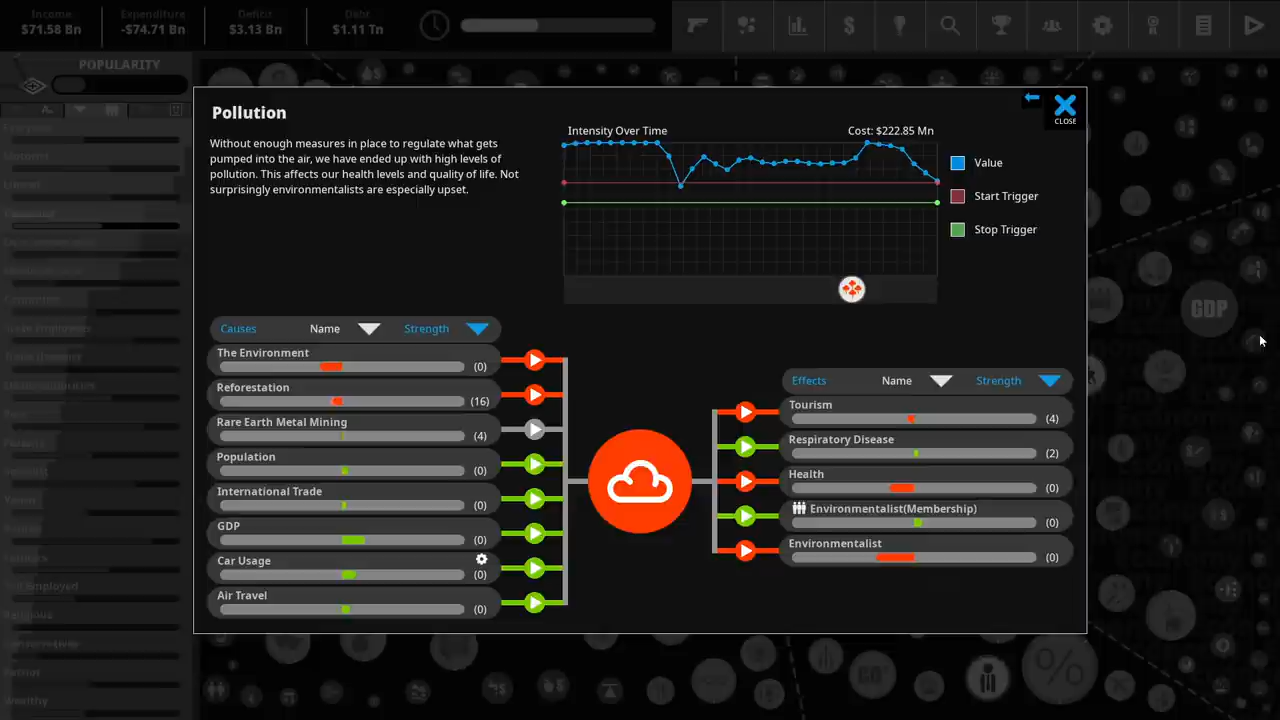 Income
Expenditure
Deficit
Debt
$71.58 Bn
-$74.71 Bn
$3.13 Bn
$1.11 Tn
POPULARITY
Pollution
CLOSE
Without enough measures in place to regulate what gets
pumped into the air, we have ended up with high levels of
pollution. This affects our health levels and quality of life. Not
surprisingly environmentalists are especially upset.
Intensity Over Time
Cost: $222.85 Mn
Value
Start Trigger
Stop Trigger
Causes Name Strength
The Environment
(0)
Reforestation
(16)
Rare Earth Metal Mining
(4)
Population
(0)
International Trade
(0)
GDP
(0)
Car Usage
(0)
Air Travel
(0)
Effects Name Strength
Tourism
(4)
Respiratory Disease
(2)
Health
(0)
Environmentalist(Membership)
(0)
Environmentalist
(0)
GDP
Wealthy